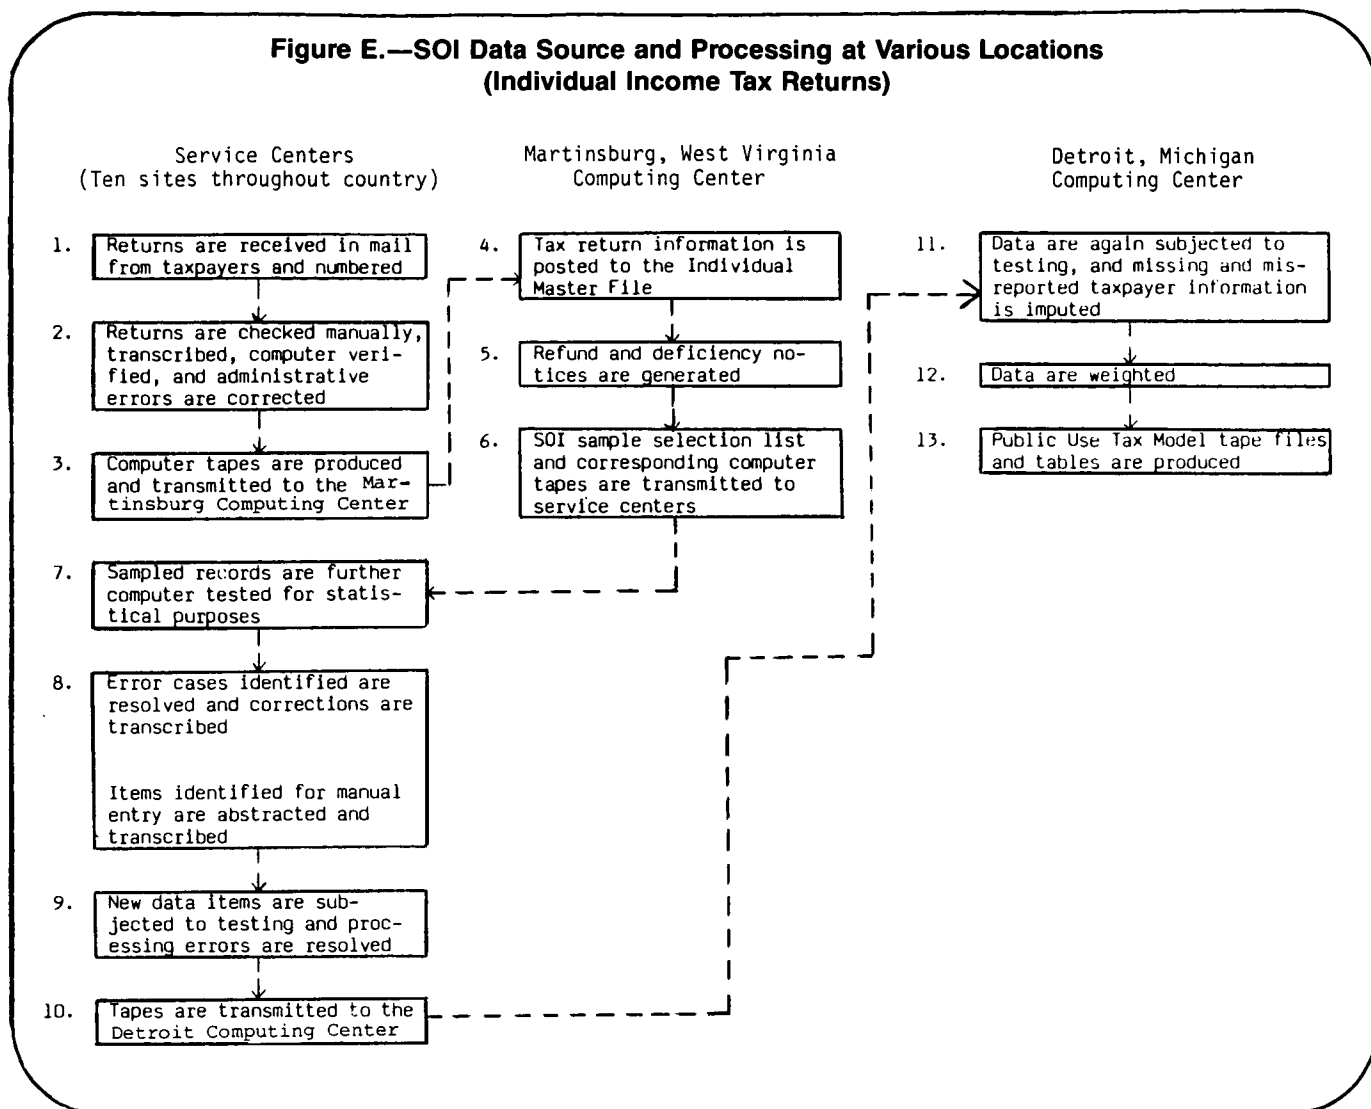 Figure E.—SOI Data Source and Processing at Various Locations
(Individual Income Tax Returns)
Service Centers
(Ten sites throughout country)
1. Returns are received in mail
from taxpayers and numbered
2. Returns are checked manually,
transcribed, computer veri-
fied, and administrative
errors are corrected
3. Computer tapes are produced
and transmitted to the Mar-
tinsburg Computing Center
7. Sampled records are further
computer tested for statis-
tical purposes
8. Error cases identified are
resolved and corrections are
transcribed
Items identified for manual
entry are abstracted and
transcribed
9. New data items are sub-
jected to testing and proc-
essing errors are resolved
10. Tapes are transmitted to the
Detroit Computing Center
Martinsburg, West Virginia
Computing Center
4. Tax return information is
posted to the Individual
Master File
5. Refund and deficiency no-
tices are generated
6. SOI sample selection list
and corresponding computer
tapes are transmitted to
service centers
Detroit, Michigan
Computing Center
11. Data are again subjected to
testing, and missing and mis-
reported taxpayer information
is imputed
12. Data are weighted
13. Public Use Tax Model tape files
and tables are produced